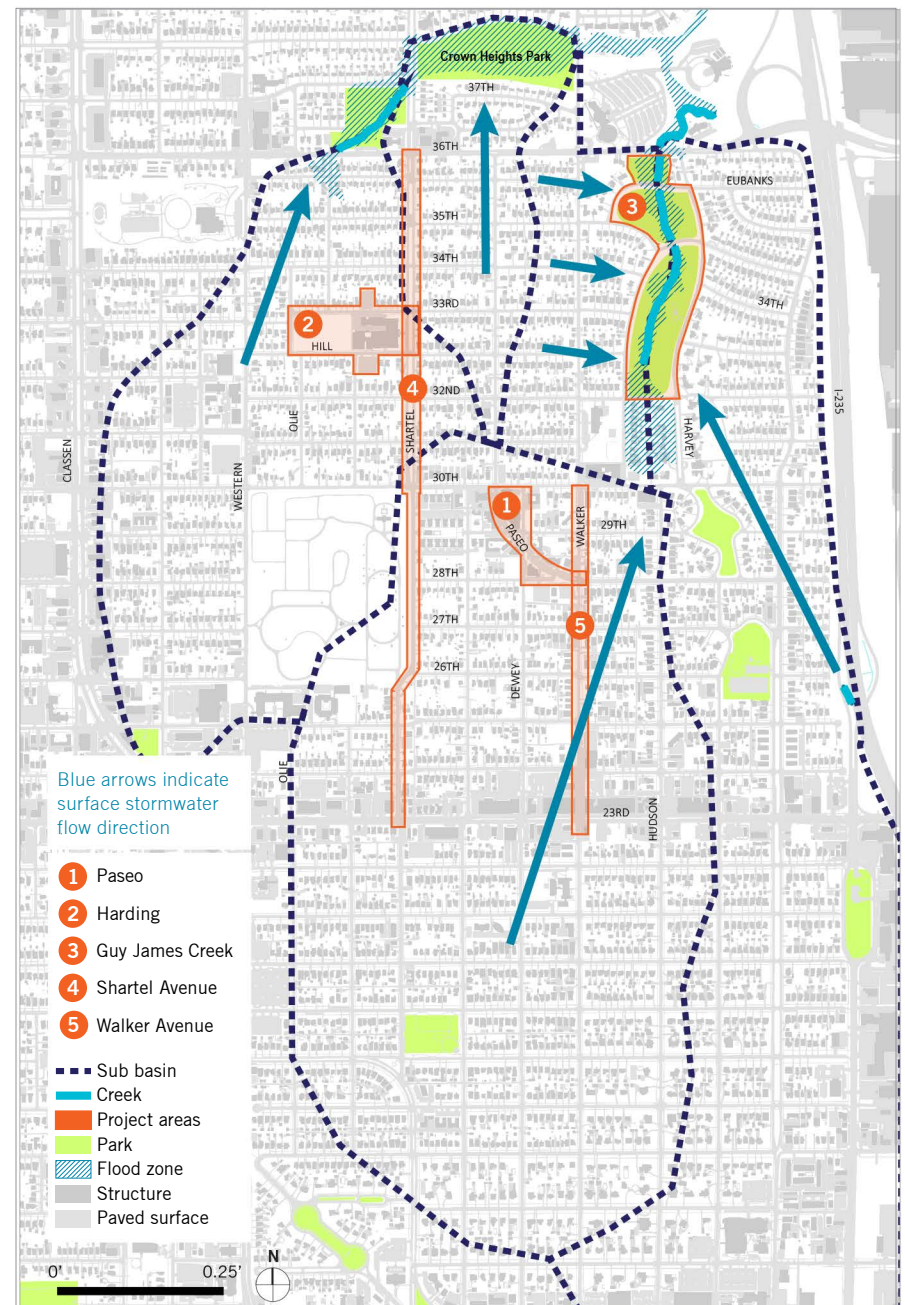 Crown Heights Park
37TH
36TH
EUBANKS
3
35TH
34TH
33RD
34TH
2
HILL
4
32ND
I-235
OLIE
SHARTEL
HARVEY
CLASSEN
WESTERN
30TH
1
PASEO
WALKER
29TH
28TH
27TH
5
26TH
DEWEY
OLIE
23RD
HUDSON
Blue arrows indicate
surface stormwater
flow direction
1 Paseo
2 Harding
3 Guy James Creek
4 Shartel Avenue
5 Walker Avenue
Sub basin
Creek
Project areas
Park
Flood zone
Structure
Paved surface
N
0' 0.25'